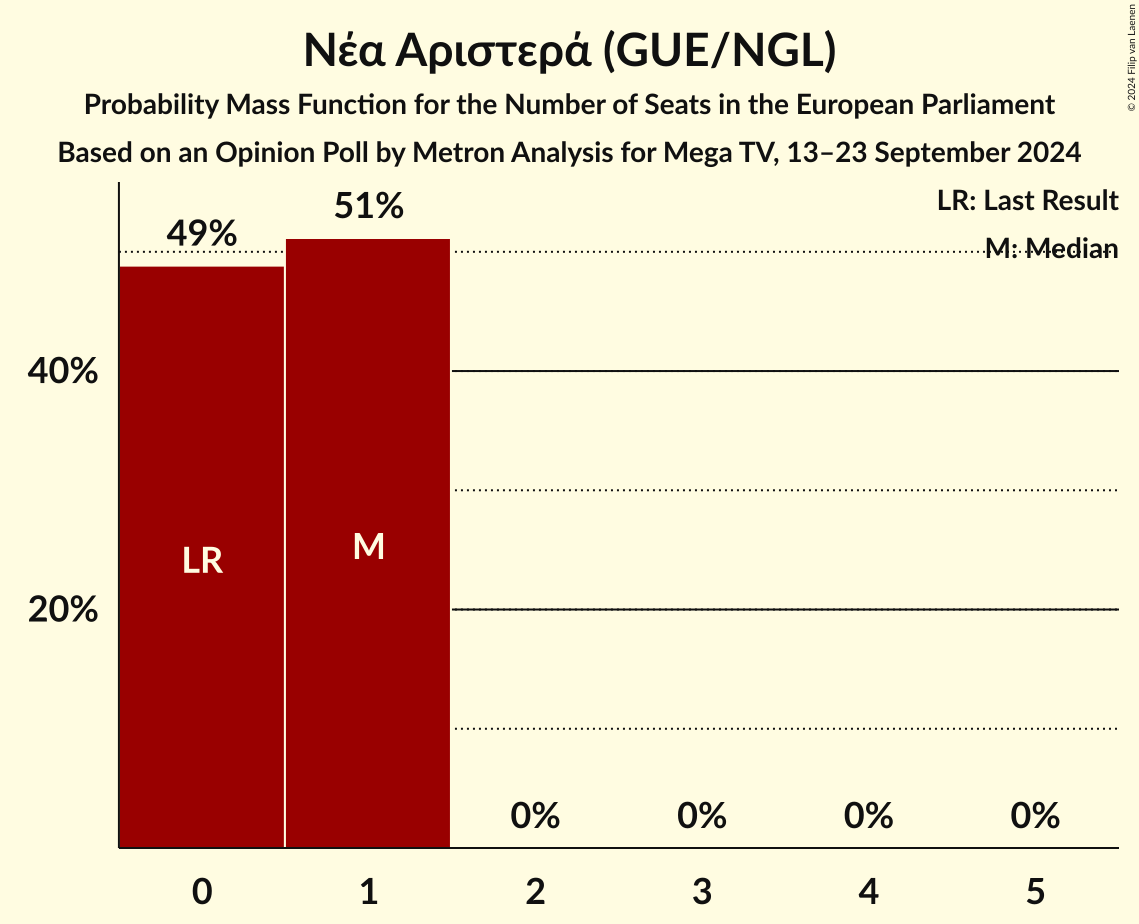 Νέα Αριστερά (GUE/NGL)
Probability Mass Function for the Number of Seats in the European Parliament
Based on an Opinion Poll by Metron Analysis for Mega TV, 13–23 September 2024
© 2024 Filip van Laenen
LR: Last Result
M: Median
49%
51%
40%
20%
LR
M
0%
0%
0%
0%
0
1
2
3
4
5